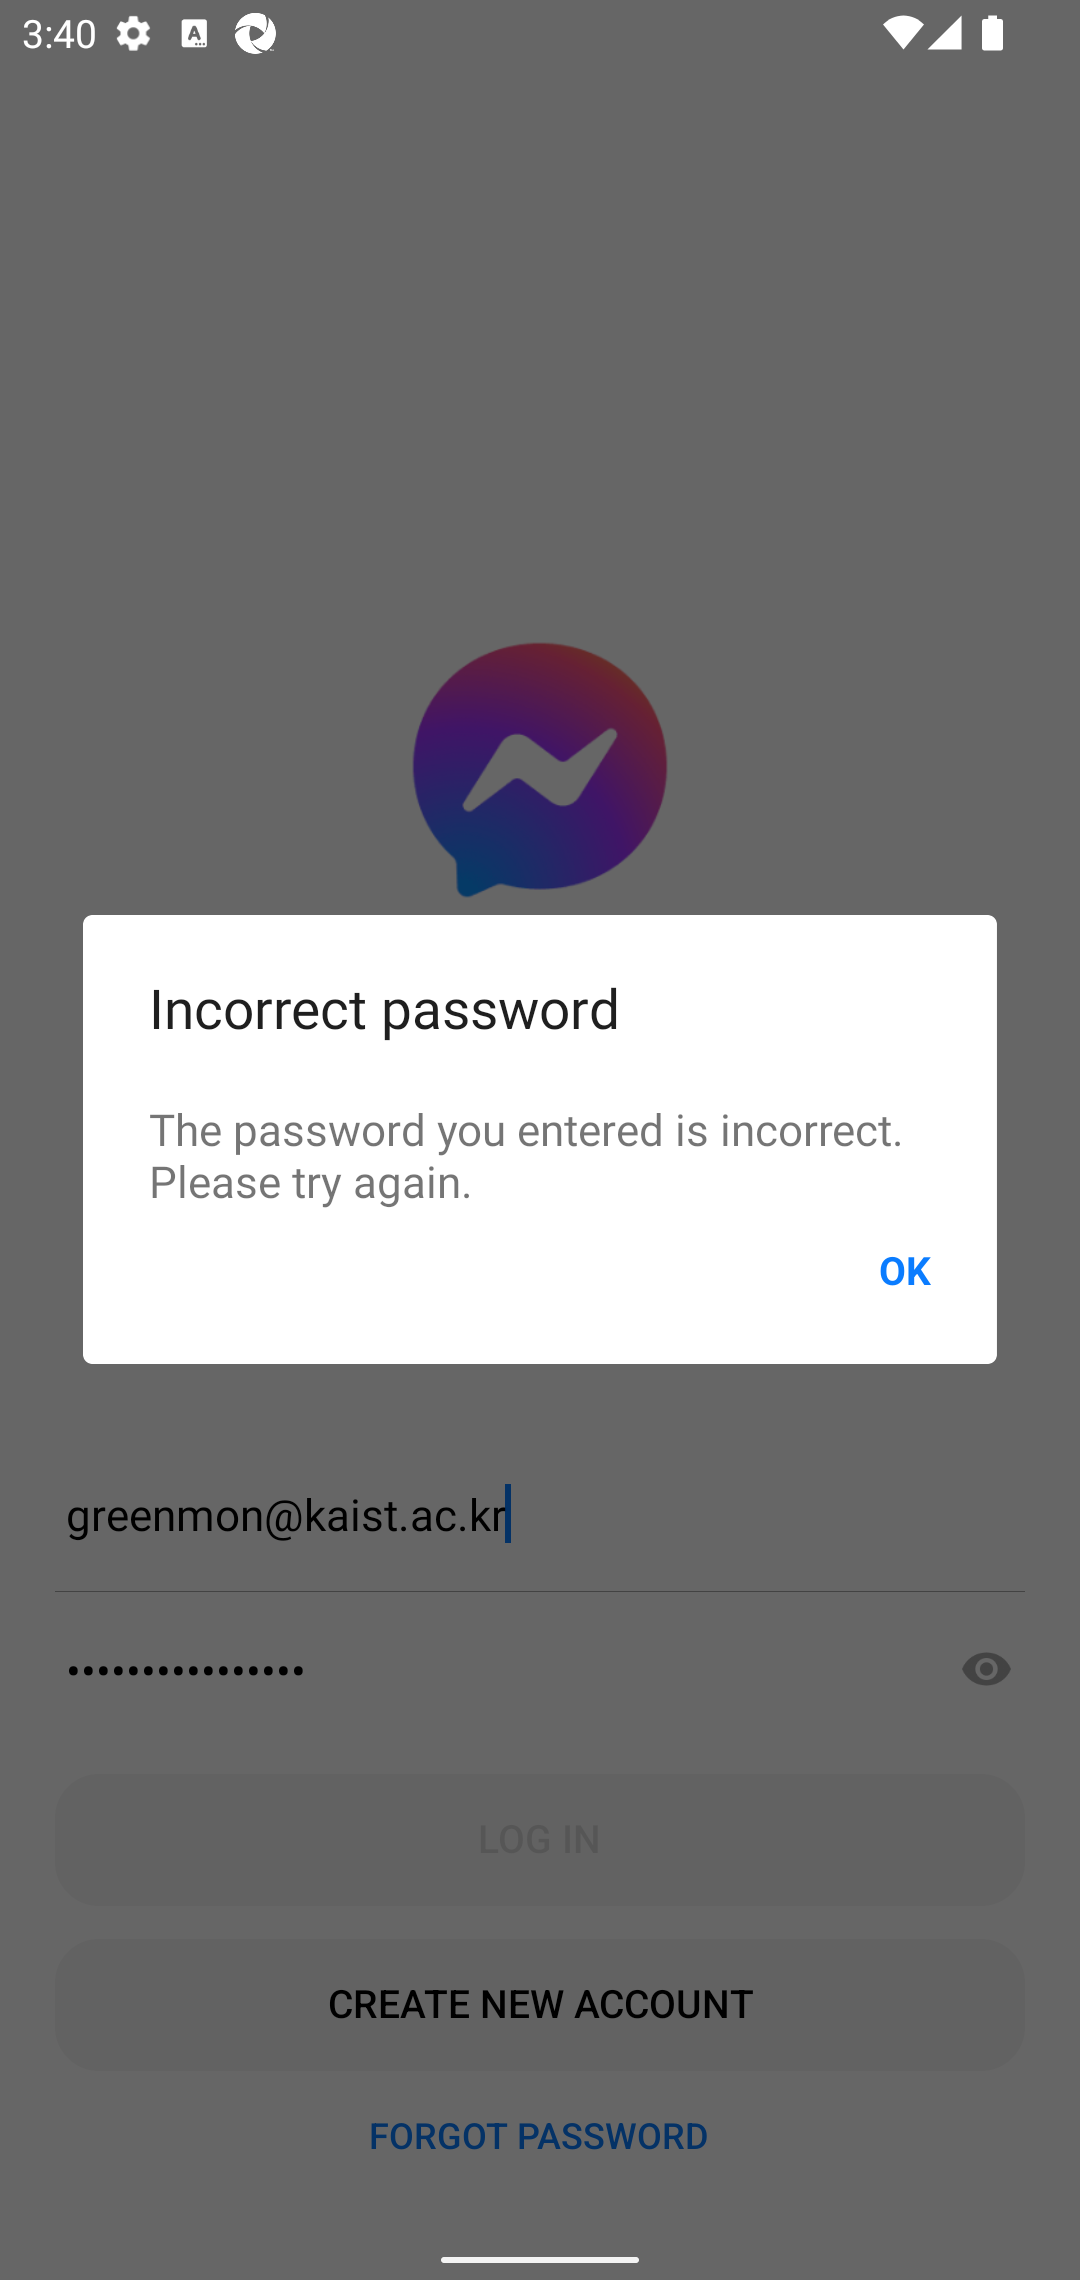 3:40
Incorrect password
The password you entered is incorrect.
Please try again.
OK
greenmon@kaist.ac.kr
••••••••••••••••
LOG IN
CREATE NEW ACCOUNT
FORGOT PASSWORD